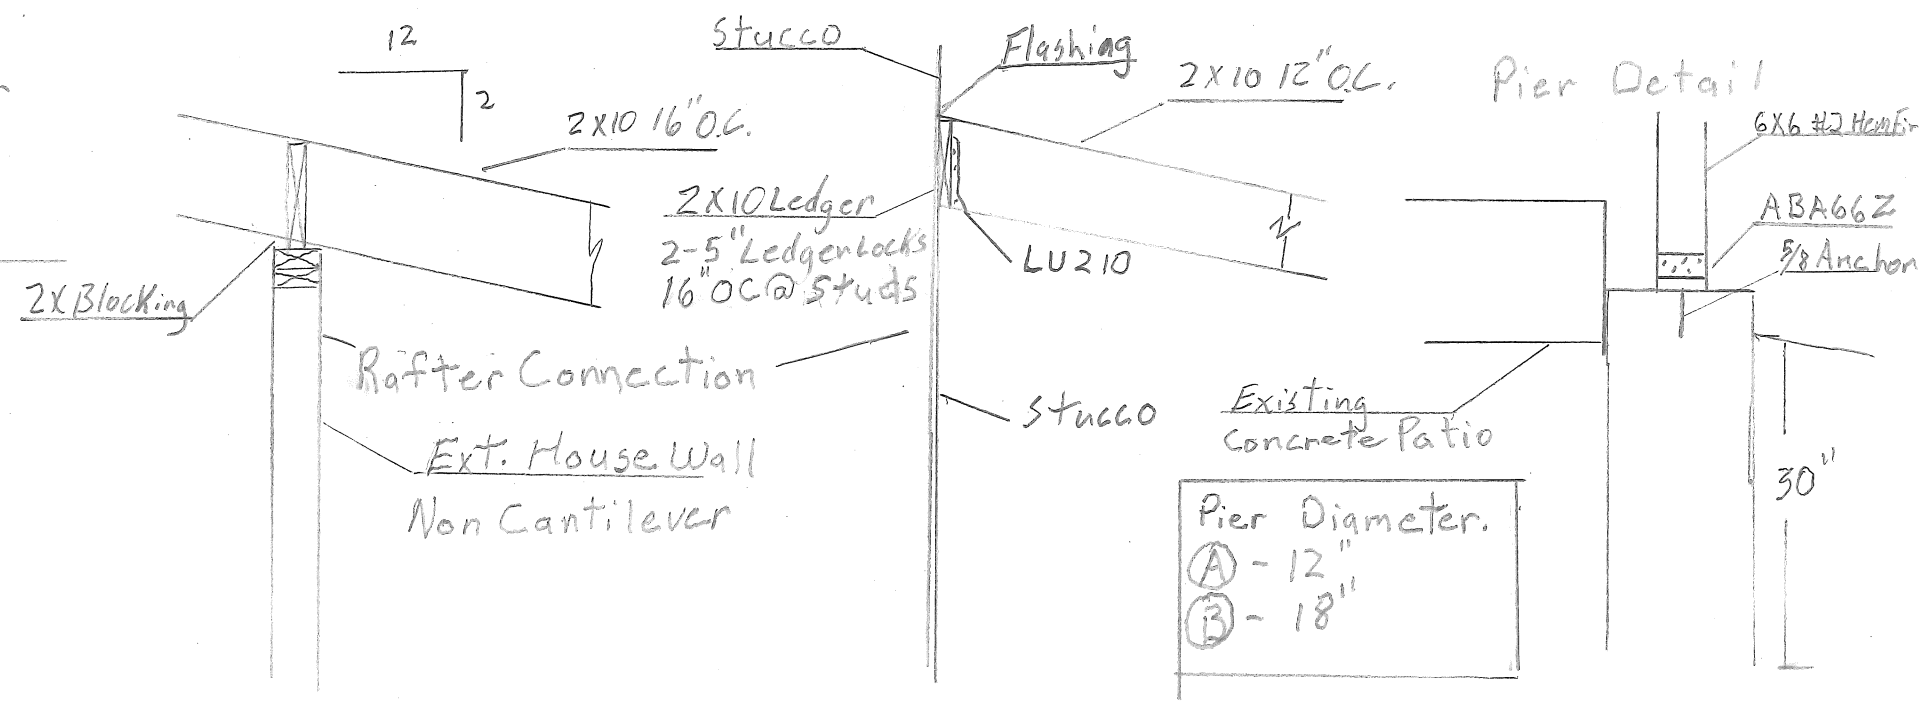 12
2
2X10 16"O.C.
2X Blocking
Rafter Connection
Ext. House Wall
Non Cantilever
Stucco
Flashing
2X10 12"O.C.
2X10 Ledger
2-5" LedgerLocks
16"OC@ Studs
LU210
Stucco
Pier Detail
6X6 #2 HemFir
ABA66Z
5/8 Anchor
Existing
Concrete Patio
30"
Pier Diameter.
A - 12"
B - 18"